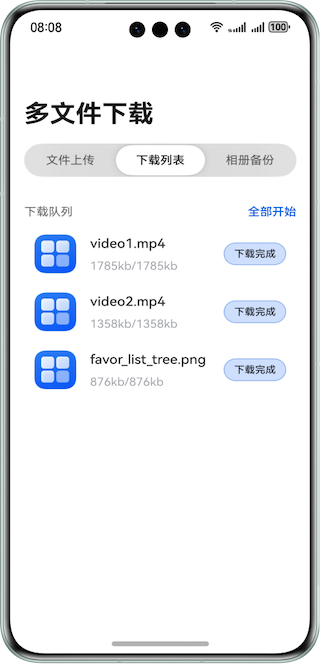 08:08 100
多文件下载
文件上传 下载列表 相册备份
下载队列 全部开始
video1.mp4
1785kb/1785kb 下载完成
video2.mp4
1358kb/1358kb 下载完成
favor_list_tree.png
876kb/876kb 下载完成